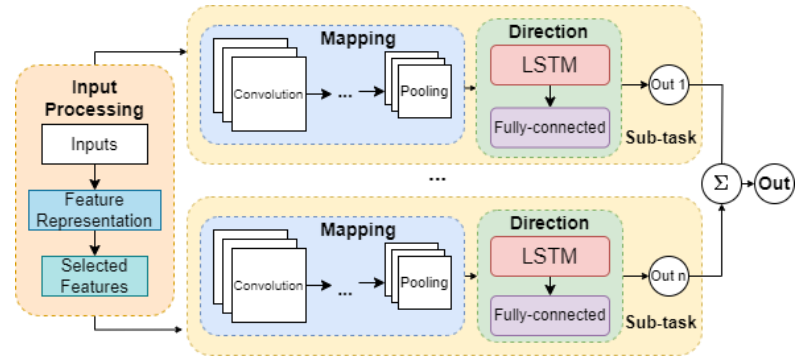 Input
Processing
Inputs
Feature
Representation
Selected
Features
Mapping
Convolution
...
Pooling
Direction
LSTM
Fully-connected
Out 1
Sub-task
...
Mapping
Convolution
...
Pooling
Direction
LSTM
Fully-connected
Out n
Sub-task
Σ
Out